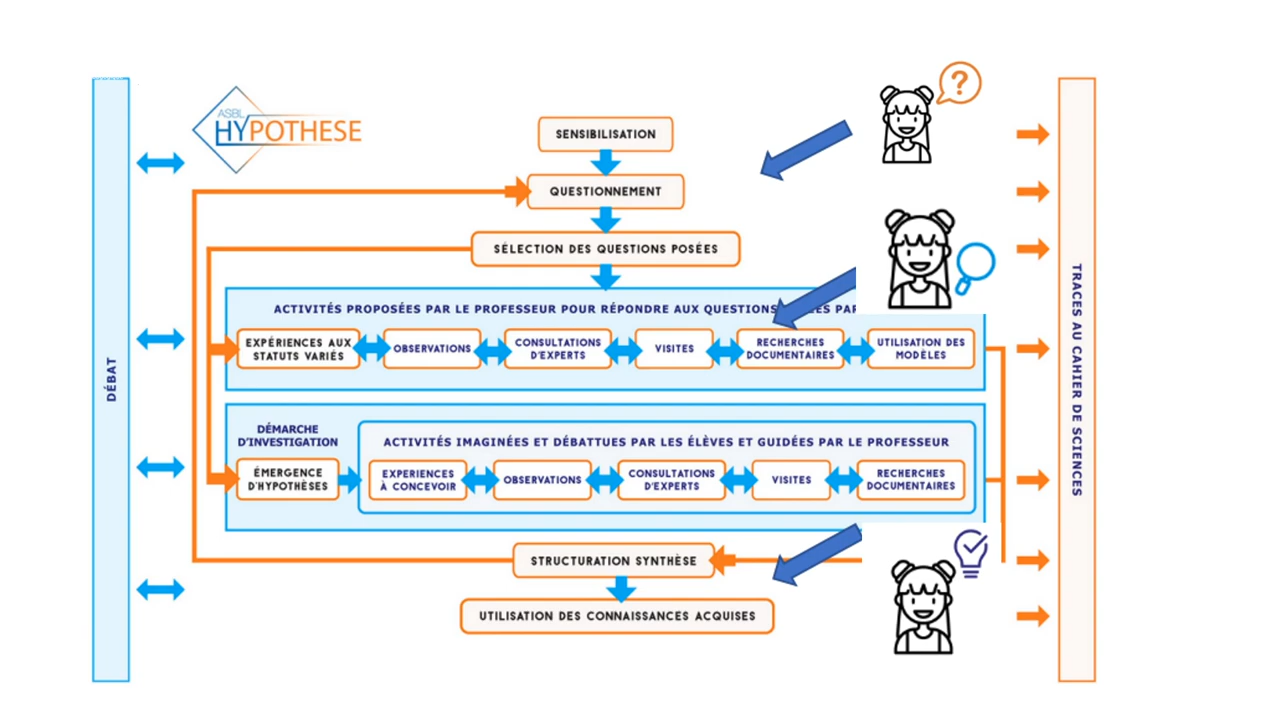 ASBL
HYPOTHESE
?
SENSIBILISATION
QUESTIONNEMENT
SÉLECTION DES QUESTIONS POSÉES
ACTIVITÉS PROPOSÉES PAR LE PROFESSEUR POUR RÉPONDRE AUX QUESTIONS PAR
EXPÉRIENCES AUX
STATUTS VARIÉS
OBSERVATIONS
CONSULTATIONS
D'EXPERTS
VISITES
RECHERCHES
DOCUMENTAIRES
UTILISATION DES
MODÈLES
DÉMARCHE
D'INVESTIGATION
ACTIVITÉS IMAGINÉES ET DÉBATTUES PAR LES ÉLÈVES ET GUIDÉES PAR LE PROFESSEUR
ÉMERGENCE
D'HYPOTHÈSES
EXPERIENCES
À CONCEVOIR
OBSERVATIONS
CONSULTATIONS
D'EXPERTS
VISITES
RECHERCHES
DOCUMENTAIRES
STRUCTURATION SYNTHÈSE
UTILISATION DES CONNAISSANCES ACQUISES
DÉBAT
TRACES AU CAHIER DE SCIENCES